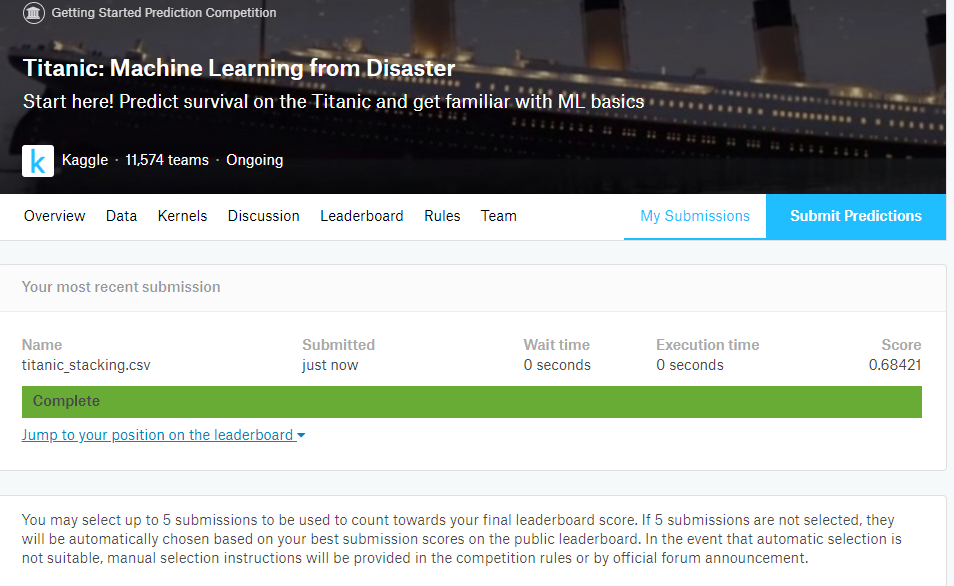 Getting Started Prediction Competition
Titanic: Machine Learning from Disaster
Start here! Predict survival on the Titanic and get familiar with ML basics
k Kaggle · 11,574 teams · Ongoing
Overview Data Kernels Discussion Leaderboard Rules Team My Submissions Submit Predictions
Your most recent submission
Name Submitted Wait time Execution time Score
titanic_stacking.csv just now 0 seconds 0 seconds 0.68421
Complete
Jump to your position on the leaderboard
You may select up to 5 submissions to be used to count towards your final leaderboard score. If 5 submissions are not selected, they
will be automatically chosen based on your best submission scores on the public leaderboard. In the event that automatic selection is
not suitable, manual selection instructions will be provided in the competition rules or by official forum announcement.